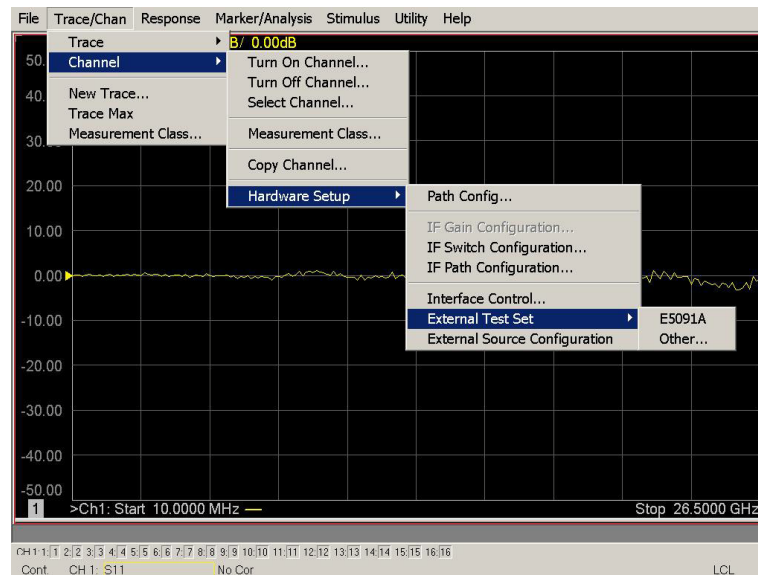 File Trace/Chan Response Marker/Analysis Stimulus Utility Help
Trace
B/ 0.00dB
Channel
New Trace...
Trace Max
Measurement Class...
Turn On Channel...
Turn Off Channel...
Select Channel...
Measurement Class...
Copy Channel...
Hardware Setup
Path Config...
IF Gain Configuration...
IF Switch Configuration...
IF Path Configuration...
Interface Control...
External Test Set
External Source Configuration
E5091A
Other...
50.
40.
20.00
10.00
0.00
-10.00
-20.00
-30.00
-40.00
-50.00
1 >Ch1: Start 10.0000 MHz Stop 26.5000 GHz
CH 1: 1: 1 2: 2 3: 3 4: 4 5: 5 6: 6 7: 7 8: 8 9: 9 10: 10 11: 11 12: 12 13: 13 14: 14 15: 15 16: 16
Cont. CH 1: S11 No Cor LCL